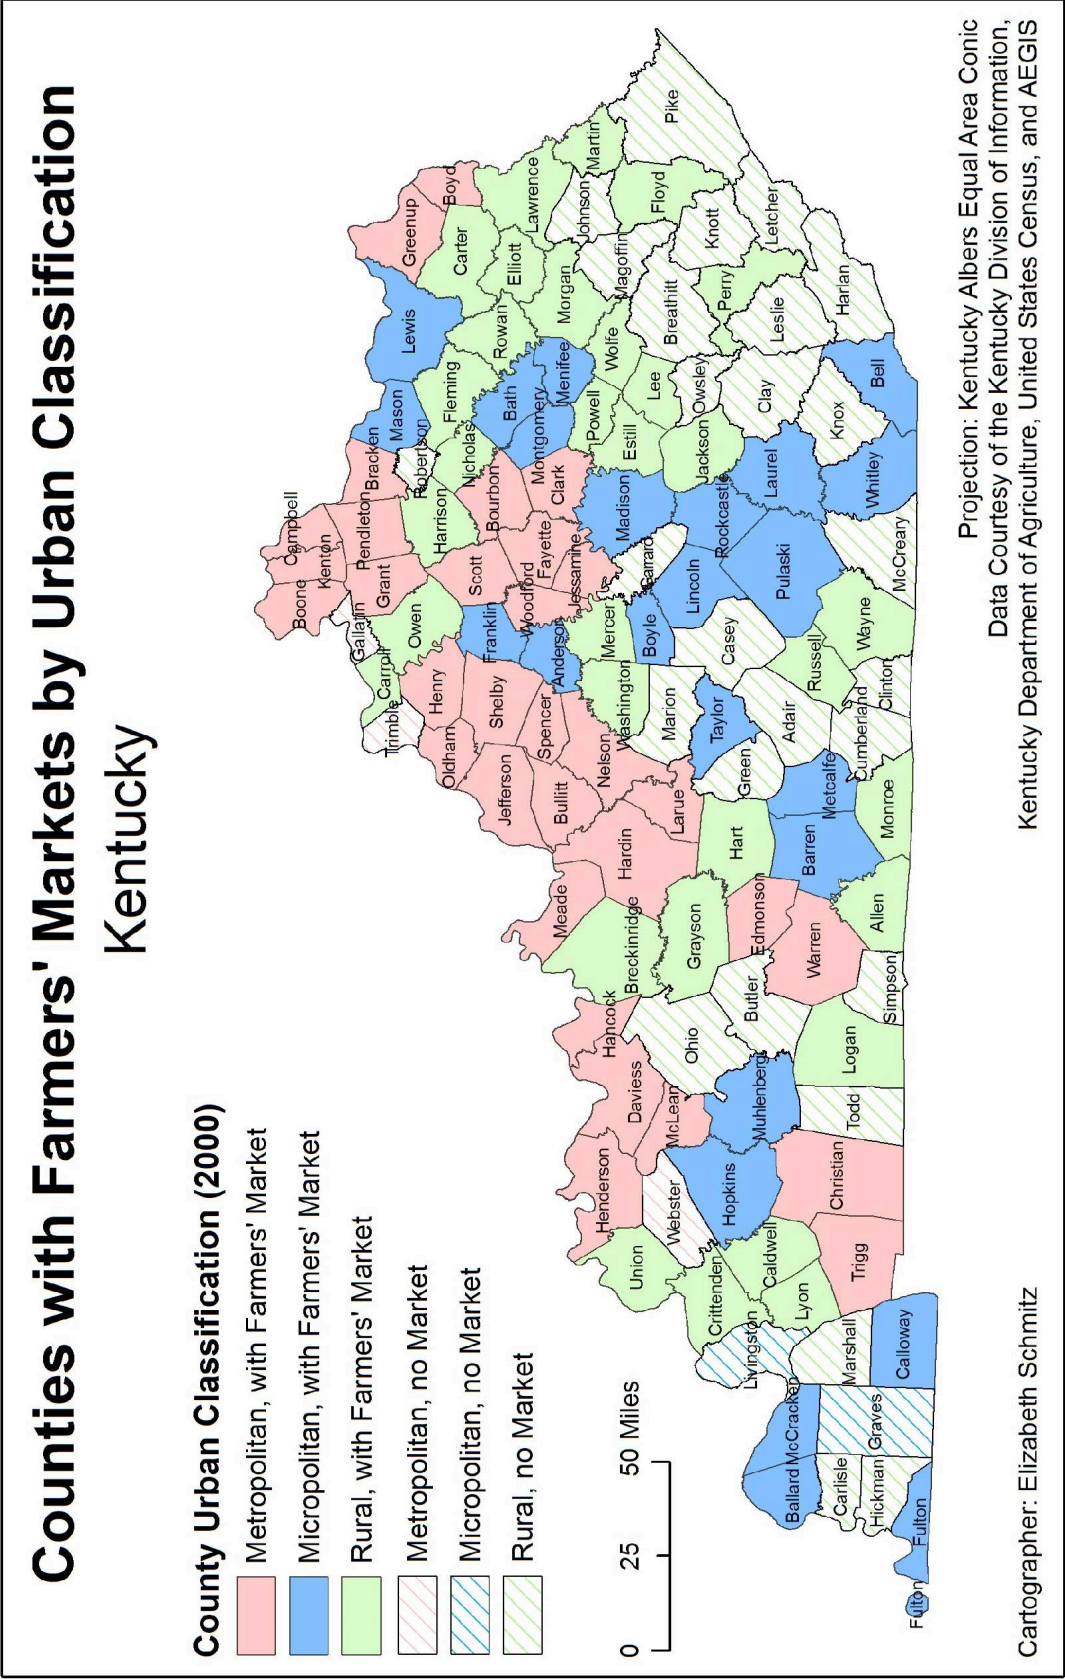 Counties with Farmers' Markets by Urban Classification
Kentucky
County Urban Classification (2000)
Metropolitan, with Farmers' Market
Micropolitan, with Farmers' Market
Rural, with Farmers' Market
Metropolitan, no Market
Micropolitan, no Market
Rural, no Market
0 25 50 Miles
Boone
Kenton
Campbell
Gallatin
Grant
Pendleton
Bracken
Mason
Lewis
Greenup
Boyd
Trimble
Carroll
Owen
Harrison
Robertson
Nicholas
Fleming
Rowan
Carter
Elliott
Lawrence
Oldham
Henry
Franklin
Scott
Bourbon
Bath
Montgomery
Menifee
Morgan
Johnson
Martin
Jefferson
Shelby
Spencer
Anderson
Woodford
Fayette
Clark
Powell
Wolfe
Magoffin
Floyd
Pike
Meade
Bullitt
Nelson
Washington
Mercer
Jessamine
Madison
Estill
Lee
Breathitt
Knott
Letcher
Hancock
Breckinridge
Hardin
Larue
Marion
Boyle
Garrard
Lincoln
Rockcastle
Jackson
Owsley
Perry
Leslie
Harlan
Henderson
Daviess
McLean
Ohio
Grayson
Hart
Green
Taylor
Casey
Pulaski
Laurel
Clay
Knox
Bell
Union
Webster
Hopkins
Muhlenberg
Butler
Edmonson
Warren
Barren
Metcalfe
Adair
Russell
Wayne
McCreary
Whitley
Crittenden
Caldwell
Lyon
Livingston
Christian
Todd
Logan
Simpson
Allen
Monroe
Cumberland
Clinton
Trigg
Marshall
Calloway
McCracken
Ballard
Graves
Carlisle
Hickman
Fulton
Fulton
Cartographer: Elizabeth Schmitz
Projection: Kentucky Albers Equal Area Conic
Data Courtesy of the Kentucky Division of Information,
Kentucky Department of Agriculture, United States Census, and AEGIS